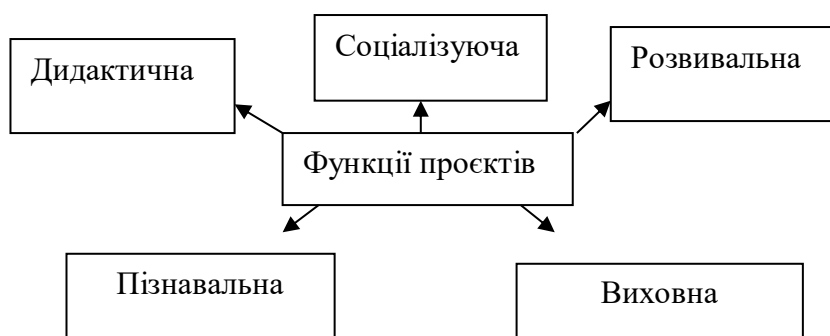 Соціалізуюча
Дидактична
Розвивальна
Функції проєктів
Пізнавальна
Виховна